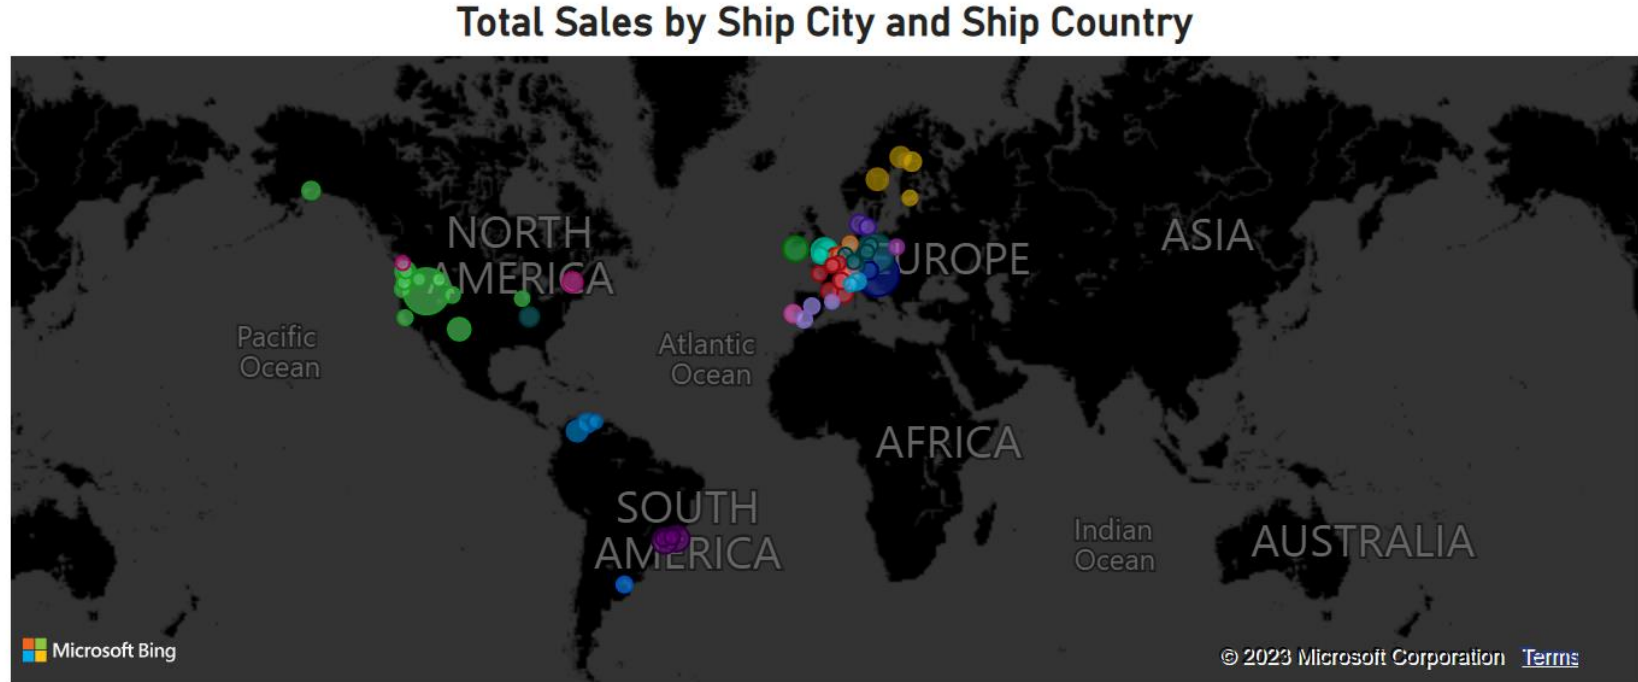 Total Sales by Ship City and Ship Country
NORTH
AMERICA
UROPE
ASIA
Pacific
Ocean
Atlantic
Ocean
AFRICA
SOUTH
AMERICA
Indian
Ocean
AUSTRALIA
Microsoft Bing
© 2023 Microsoft Corporation Terms